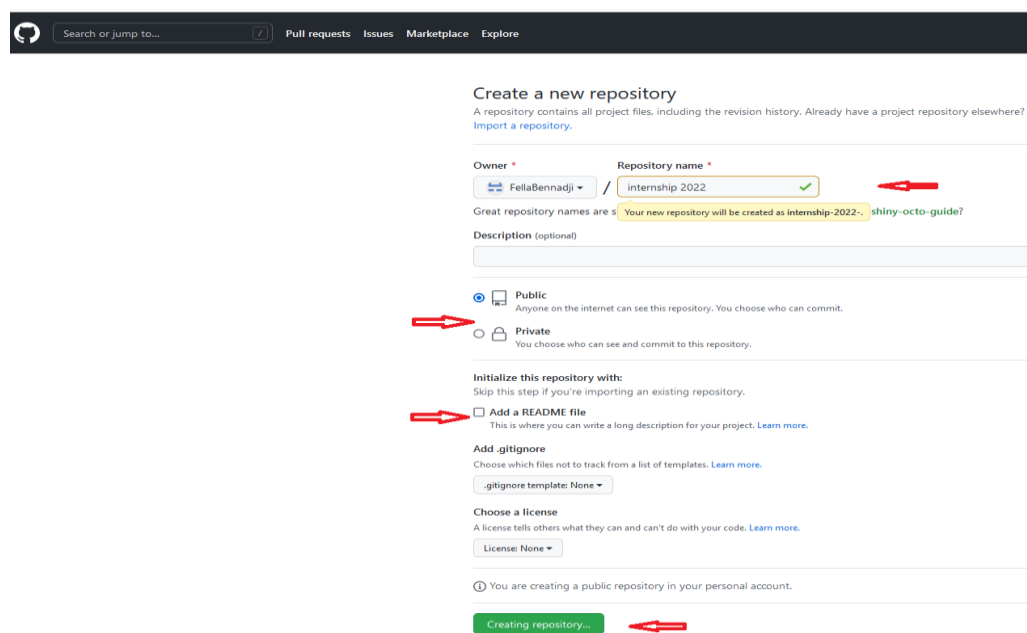 Search or jump to... /
Pull requests Issues Marketplace Explore
Create a new repository
A repository contains all project files, including the revision history. Already have a project repository elsewhere?
Import a repository.
Owner * Repository name *
FellaBennadji / internship 2022
Great repository names are s Your new repository will be created as internship-2022-. shiny-octo-guide?
Description (optional)
Public
Anyone on the internet can see this repository. You choose who can commit.
Private
You choose who can see and commit to this repository.
Initialize this repository with:
Skip this step if you're importing an existing repository.
Add a README file
This is where you can write a long description for your project. Learn more.
Add .gitignore
Choose which files not to track from a list of templates. Learn more.
.gitignore template: None
Choose a license
A license tells others what they can and can't do with your code. Learn more.
License: None
You are creating a public repository in your personal account.
Creating repository...